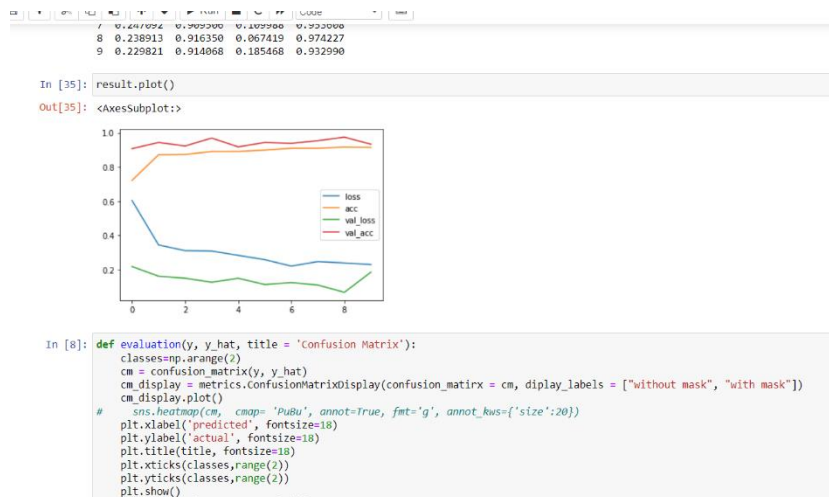 Run
Code
7 0.247092 0.909506 0.109988 0.953608
8 0.238913 0.916350 0.067419 0.974227
9 0.229821 0.914068 0.185468 0.932990
In [35]: result.plot()
Out[35]: <AxesSubplot:>
1.0
0.8
0.6
0.4
0.2
0 2 4 6 8
loss
acc
val_loss
val_acc
In [8]: def evaluation(y, y_hat, title = 'Confusion Matrix'):
classes=np.arange(2)
cm = confusion_matrix(y, y_hat)
cm_display = metrics.ConfusionMatrixDisplay(confusion_matirx = cm, diplay_labels = ["without mask", "with mask"])
cm_display.plot()
# sns.heatmap(cm, cmap= 'PuBu', annot=True, fmt='g', annot_kws={'size':20})
plt.xlabel('predicted', fontsize=18)
plt.ylabel('actual', fontsize=18)
plt.title(title, fontsize=18)
plt.xticks(classes,range(2))
plt.yticks(classes,range(2))
plt.show()